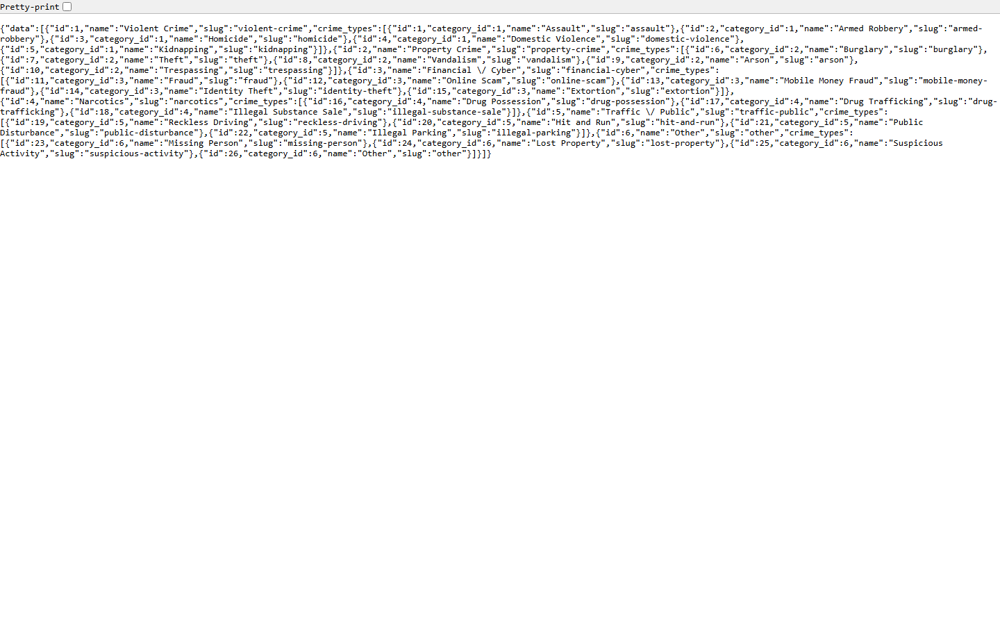 Pretty-print
{"data":[{"id":1,"name":"Violent Crime","slug":"violent-crime","crime_types":[{"id":1,"category_id":1,"name":"Assault","slug":"assault"},{"id":2,"category_id":1,"name":"Armed Robbery","slug":"armed-
robbery"},{"id":3,"category_id":1,"name":"Homicide","slug":"homicide"},{"id":4,"category_id":1,"name":"Domestic Violence","slug":"domestic-violence"},
{"id":5,"category_id":1,"name":"Kidnapping","slug":"kidnapping"}]},{"id":2,"name":"Property Crime","slug":"property-crime","crime_types":[{"id":6,"category_id":2,"name":"Burglary","slug":"burglary"},
{"id":7,"category_id":2,"name":"Theft","slug":"theft"},{"id":8,"category_id":2,"name":"Vandalism","slug":"vandalism"},{"id":9,"category_id":2,"name":"Arson","slug":"arson"},
{"id":10,"category_id":2,"name":"Trespassing","slug":"trespassing"}]},{"id":3,"name":"Financial \/ Cyber","slug":"financial-cyber","crime_types":
[{"id":11,"category_id":3,"name":"Fraud","slug":"fraud"},{"id":12,"category_id":3,"name":"Online Scam","slug":"online-scam"},{"id":13,"category_id":3,"name":"Mobile Money Fraud","slug":"mobile-money-
fraud"},{"id":14,"category_id":3,"name":"Identity Theft","slug":"identity-theft"},{"id":15,"category_id":3,"name":"Extortion","slug":"extortion"}]},
{"id":4,"name":"Narcotics","slug":"narcotics","crime_types":[{"id":16,"category_id":4,"name":"Drug Possession","slug":"drug-possession"},{"id":17,"category_id":4,"name":"Drug Trafficking","slug":"drug-
trafficking"},{"id":18,"category_id":4,"name":"Illegal Substance Sale","slug":"illegal-substance-sale"}]},{"id":5,"name":"Traffic \/ Public","slug":"traffic-public","crime_types":
[{"id":19,"category_id":5,"name":"Reckless Driving","slug":"reckless-driving"},{"id":20,"category_id":5,"name":"Hit and Run","slug":"hit-and-run"},{"id":21,"category_id":5,"name":"Public
Disturbance","slug":"public-disturbance"},{"id":22,"category_id":5,"name":"Illegal Parking","slug":"illegal-parking"}]},{"id":6,"name":"Other","slug":"other","crime_types":
[{"id":23,"category_id":6,"name":"Missing Person","slug":"missing-person"},{"id":24,"category_id":6,"name":"Lost Property","slug":"lost-property"},{"id":25,"category_id":6,"name":"Suspicious
Activity","slug":"suspicious-activity"},{"id":26,"category_id":6,"name":"Other","slug":"other"}]}]}